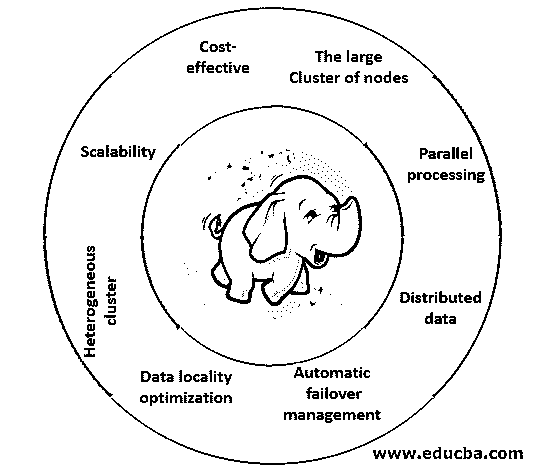 Cost-
effective
The large
Cluster of nodes
Parallel
processing
Distributed
data
Automatic
failover
management
Data locality
optimization
Heterogeneous
cluster
Scalability
www.educba.com